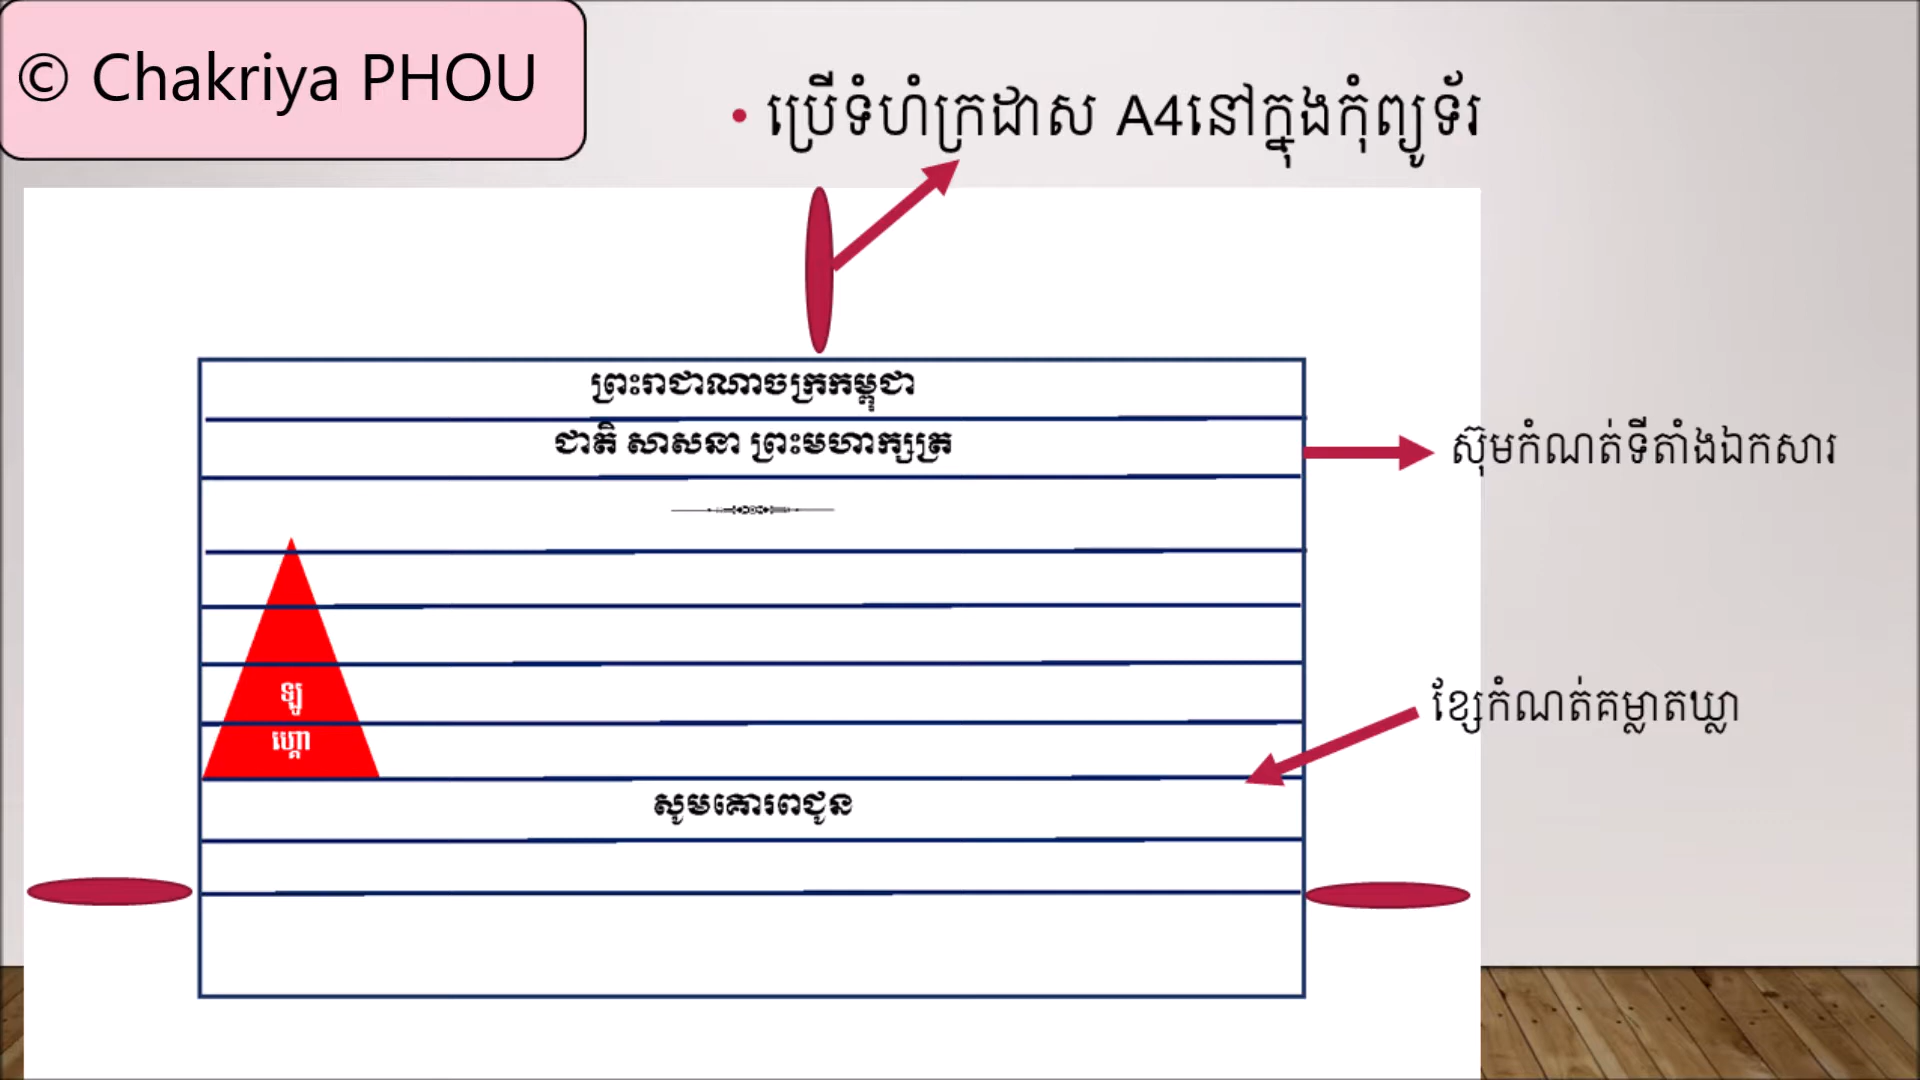 © Chakriya PHOU
• ប្រើទំហំក្រដាស A4នៅក្នុងកុំព្យូទ័រ
ព្រះរាជាណាចក្រកម្ពុជា
ជាតិ សាសនា ព្រះមហាក្សត្រ
ស៊ុមកំណត់ទីតាំងឯកសារ
ឡូ
ហ្គោ
ខ្សែកំណត់គម្លាតឃ្លា
សូមគោរពជូន